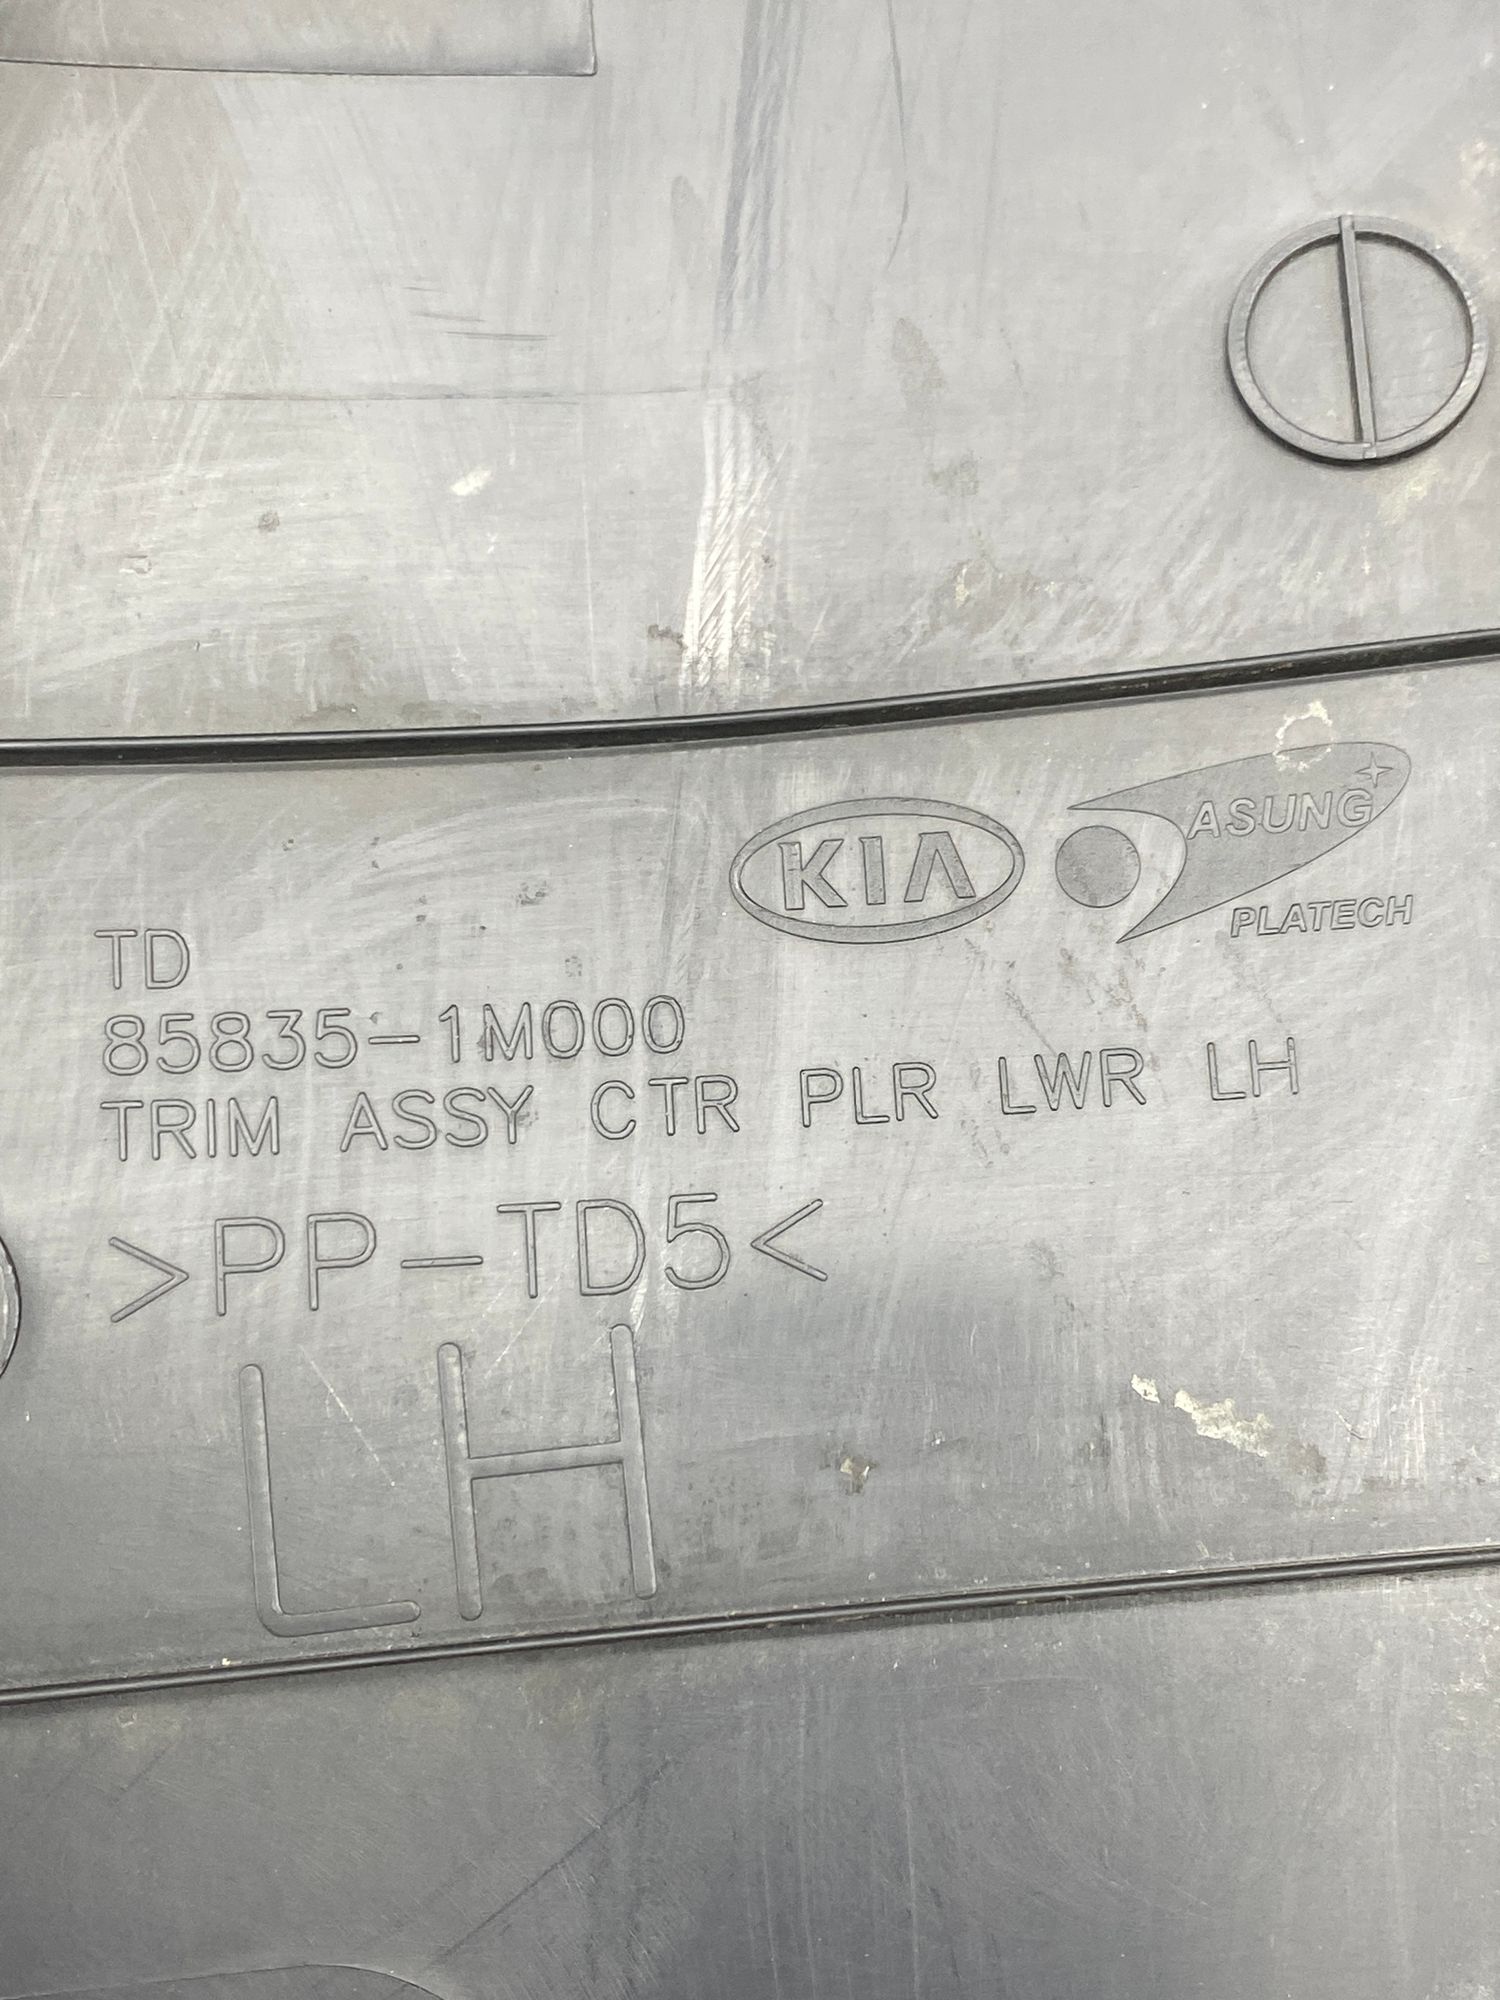 KIA
ASUNG
PLATECH
TD
85835-1M000
TRIM ASSY CTR PLR LWR LH
>PP-TD5<
LH